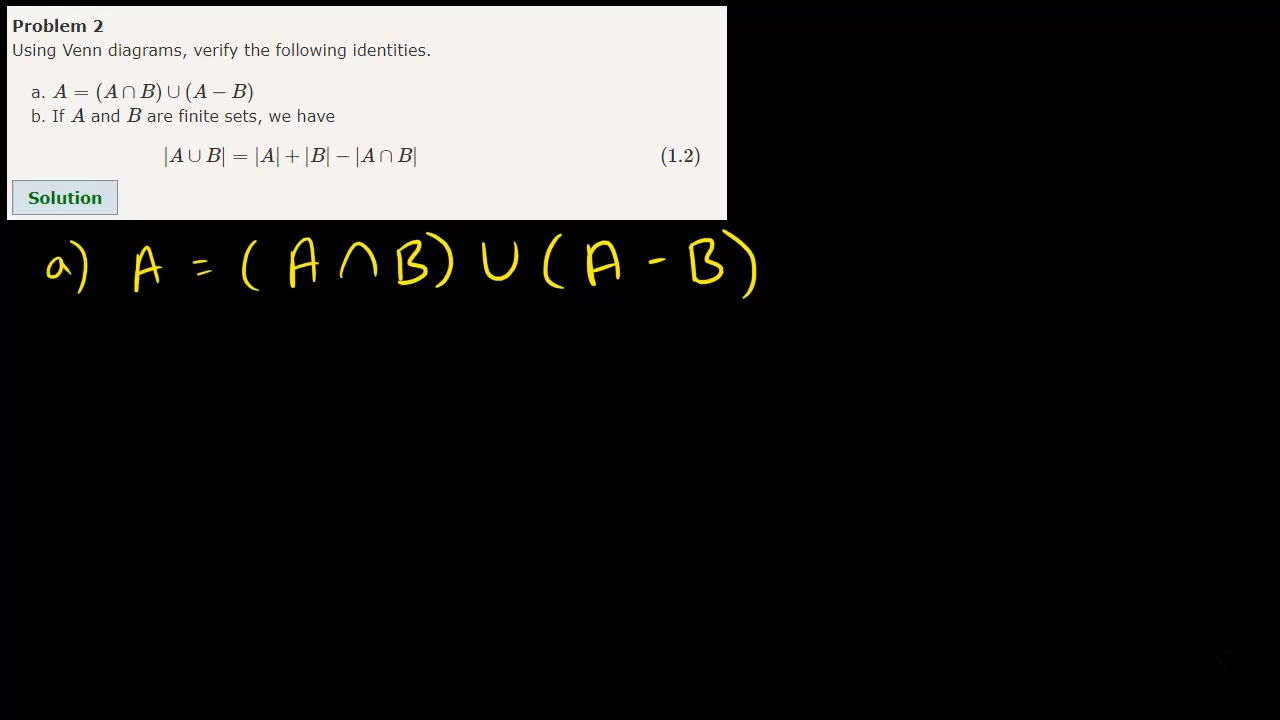 Problem 2
Using Venn diagrams, verify the following identities.
a. A = (A ∩ B) ∪ (A − B)
b. If A and B are finite sets, we have
|A ∪ B| = |A| + |B| − |A ∩ B| (1.2)
Solution
a) A = (A ∩ B) ∪ (A - B)